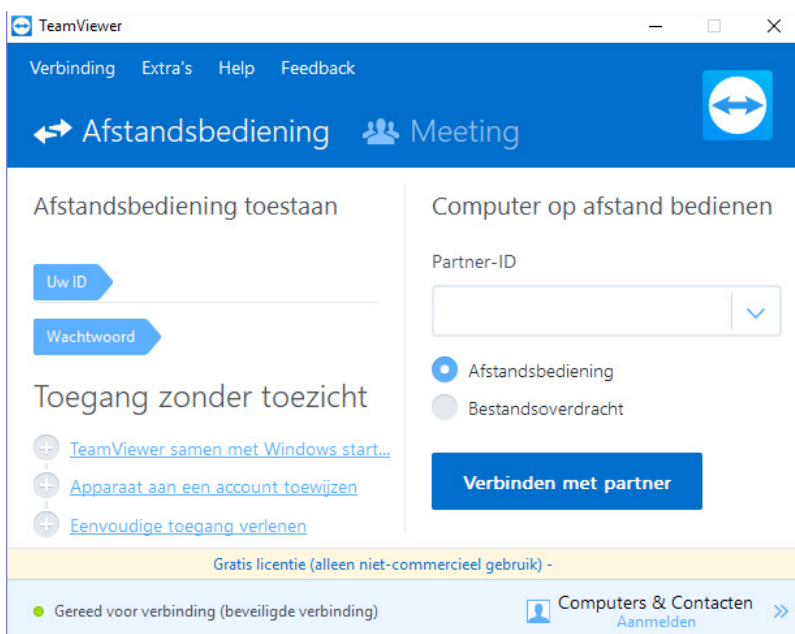 TeamViewer
Verbinding Extra's Help Feedback
Afstandsbediening Meeting
Afstandsbediening toestaan
Uw ID
Wachtwoord
Toegang zonder toezicht
TeamViewer samen met Windows start...
Apparaat aan een account toewijzen
Eenvoudige toegang verlenen
Computer op afstand bedienen
Partner-ID
Afstandsbediening
Bestandsoverdracht
Verbinden met partner
Gratis licentie (alleen niet-commercieel gebruik) -
Gereed voor verbinding (beveiligde verbinding)
Computers & Contacten
Aanmelden